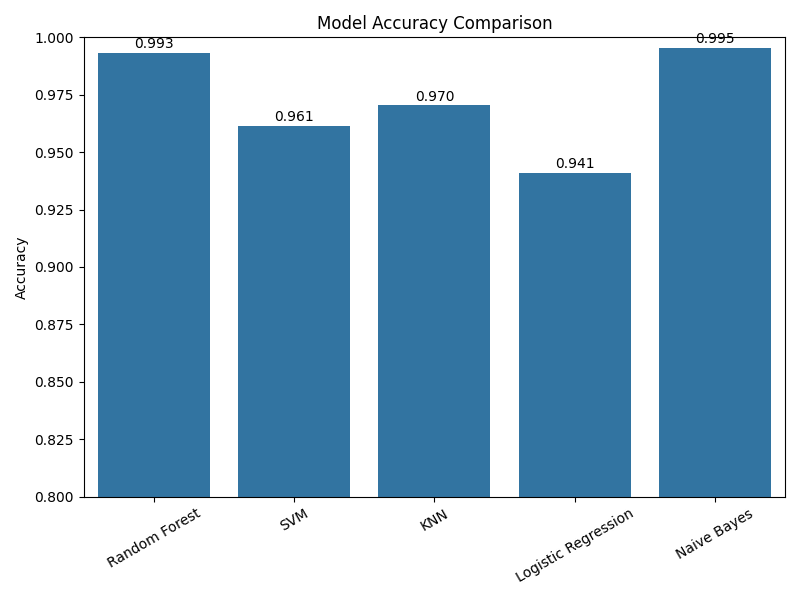 Model Accuracy Comparison
1.000
0.975
0.950
0.925
0.900
0.875
0.850
0.825
0.800
Accuracy
0.993
0.961
0.970
0.941
0.995
Random Forest
SVM
KNN
Logistic Regression
Naive Bayes